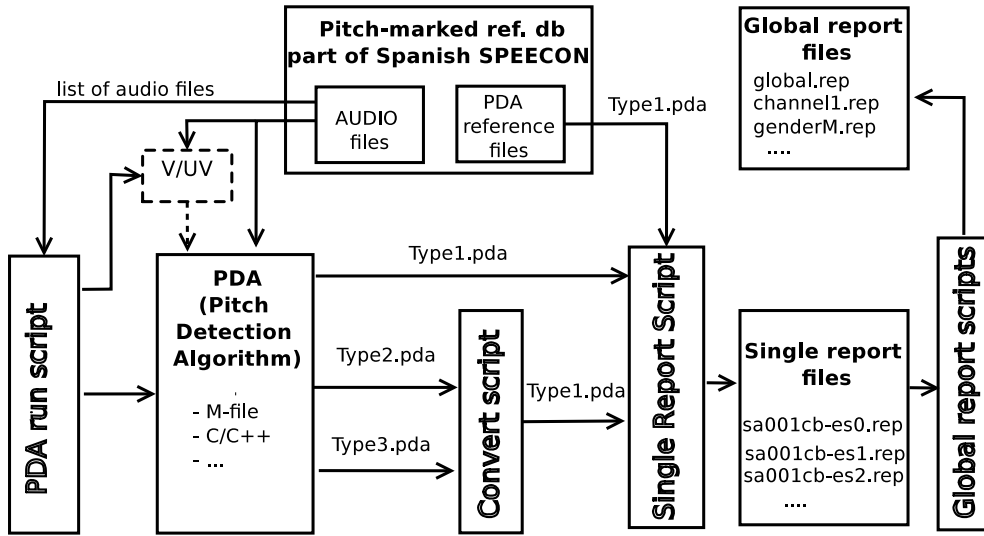 Pitch-marked ref. db
part of Spanish SPEECON
AUDIO
files
PDA
reference
files
list of audio files
Type1.pda
Global report
files
global.rep
channel1.rep
genderM.rep
....
V/UV
PDA run script
PDA
(Pitch
Detection
Algorithm)
- M-file
- C/C++
- ...
Type1.pda
Type2.pda
Type3.pda
Convert script
Type1.pda
Single Report Script
Single report
files
sa001cb-es0.rep
sa001cb-es1.rep
sa001cb-es2.rep
....
Global report scripts